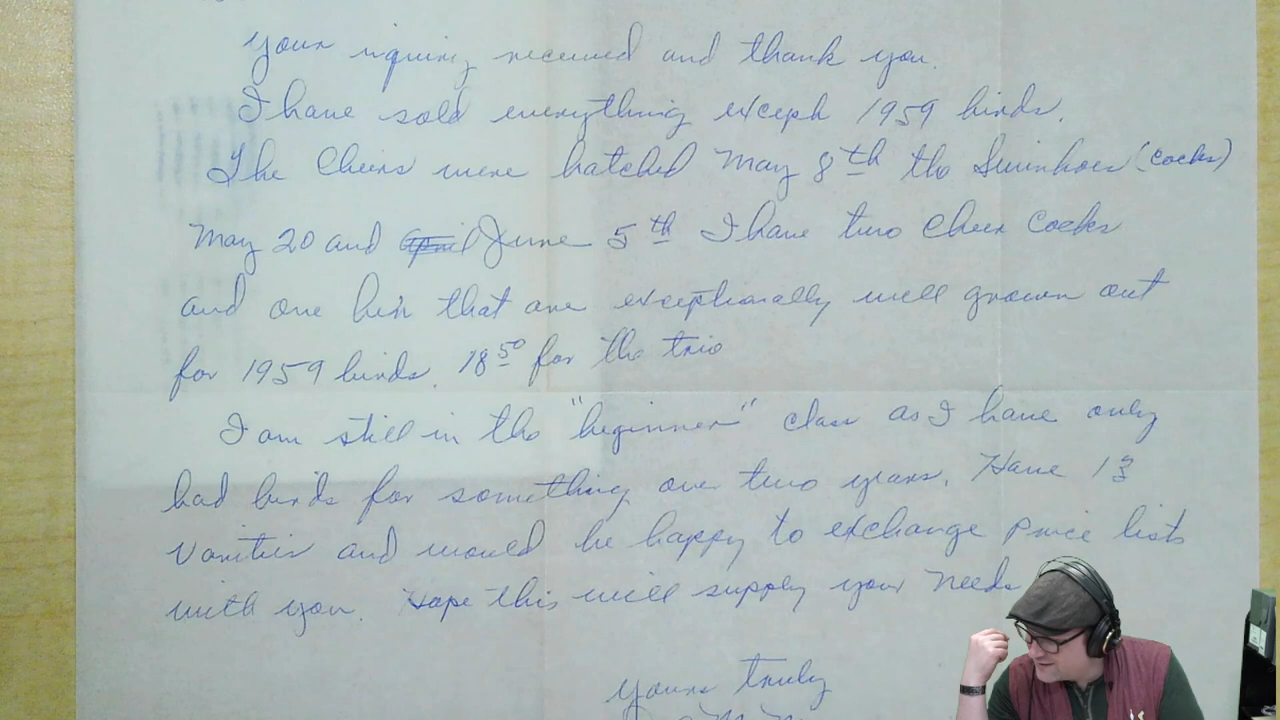 Your inquiry received and thank you.
I have sold everything except 1959 birds.
The Cheers were hatched May 8th the Swinhoes (cocks)
May 20 and April June 5th I have two Cheer Cocks
and one hen that are exceptionally well grown out
for 1959 birds. 18 50 for the trio
I am still in the "beginner" class as I have only
had birds for something over two years. Have 13
varities and would be happy to exchange price lists
with you. Hope this will supply your needs
Yours truly